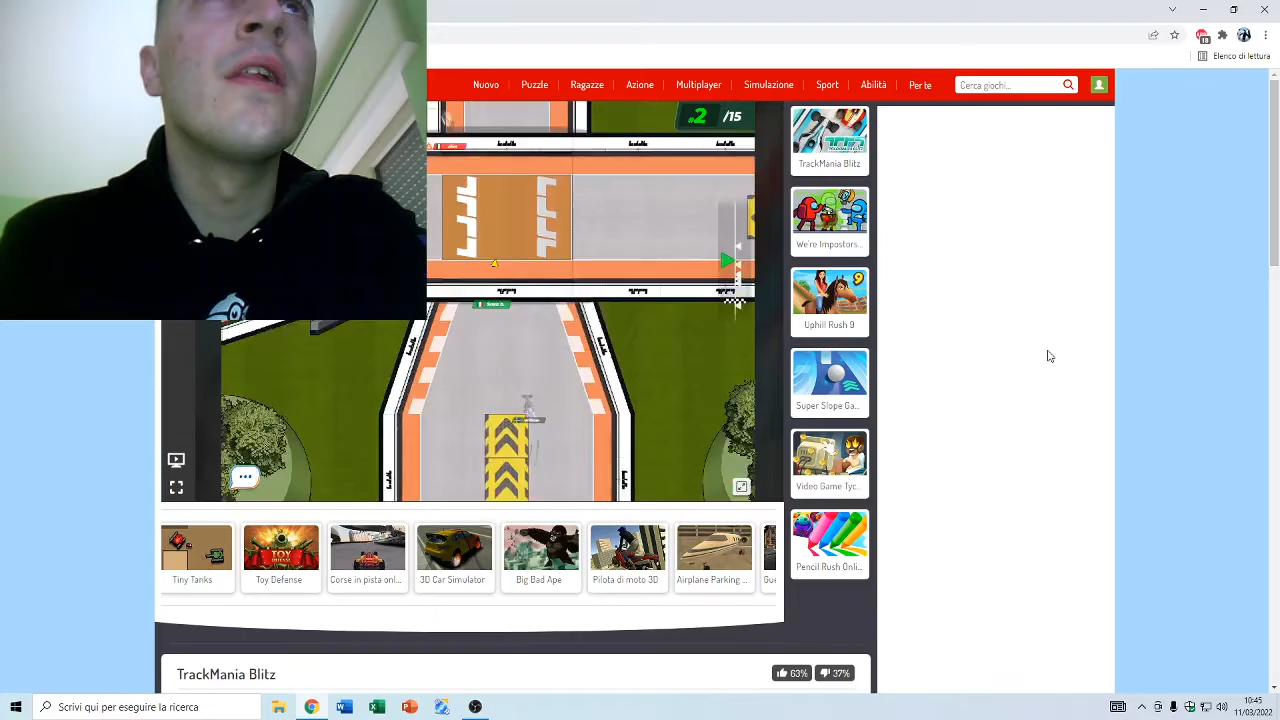 Elenco di lettura
Nuovo
Puzzle
Ragazze
Azione
Multiplayer
Simulazione
Sport
Abilità
Per te
Cerca giochi...
#2 /15
TrackMania Blitz
We're Impostors...
Uphill Rush 9
Super Slope Ga...
Video Game Tyc...
Pencil Rush Onli...
Tiny Tanks
Toy Defense
Corse in pista onl...
3D Car Simulator
Big Bad Ape
Pilota di moto 3D
Airplane Parking ...
TrackMania Blitz
63%
37%
Scrivi qui per eseguire la ricerca
10:45
11/03/2022